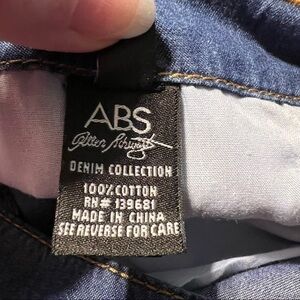 ABS
Allen Schwartz
DENIM COLLECTION
100% COTTON
RN# 139681
MADE IN CHINA
SEE REVERSE FOR CARE